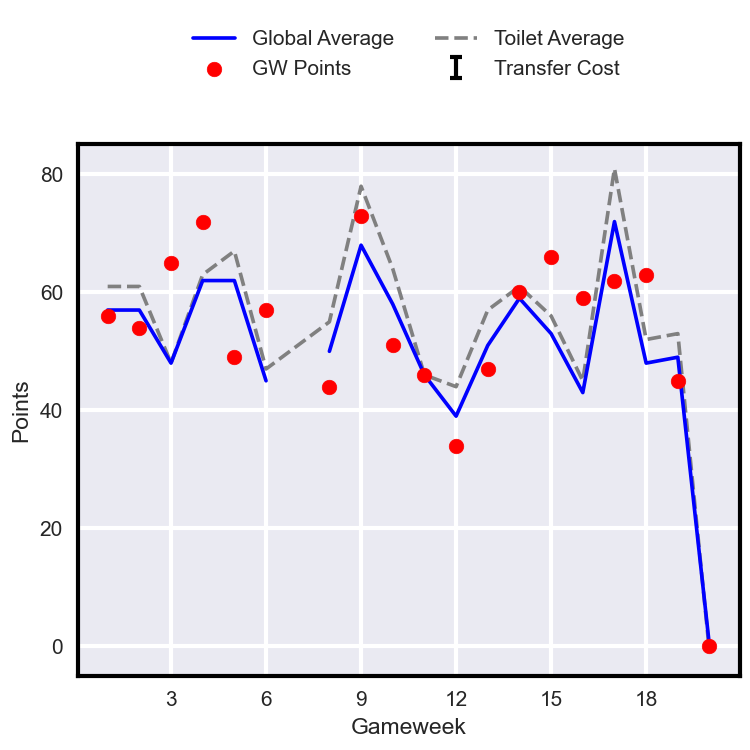 Global Average
Toilet Average
GW Points
Transfer Cost
80
60
40
20
0
Points
3 6 9 12 15 18
Gameweek